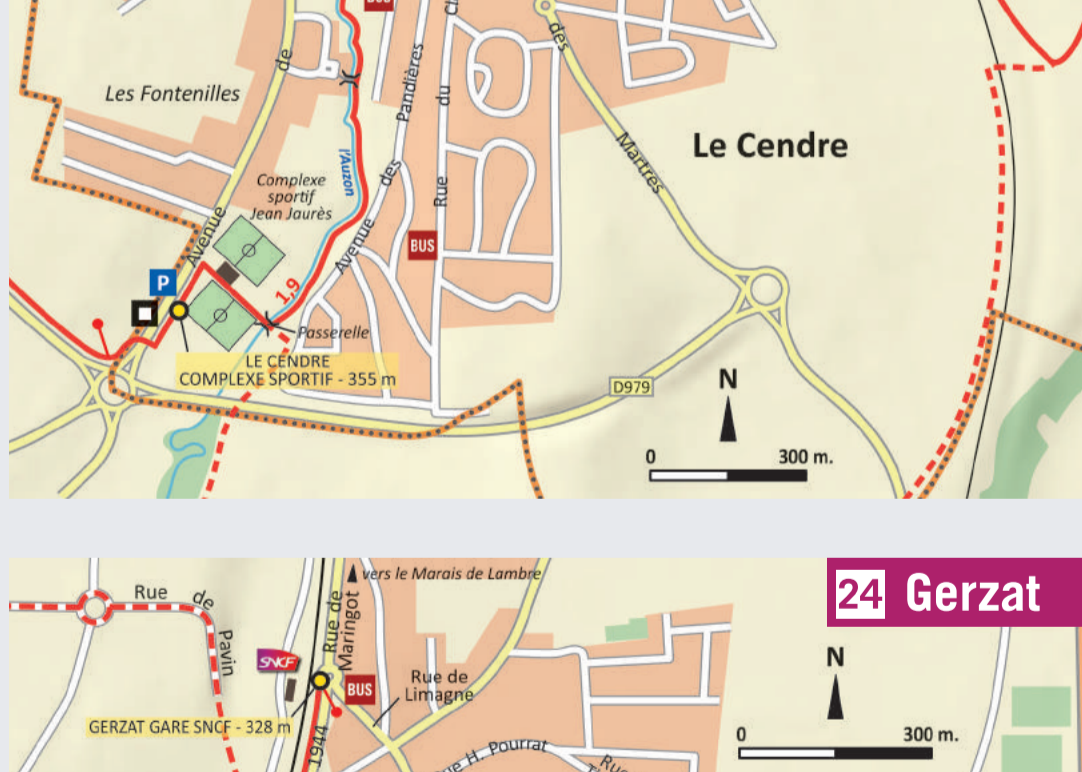 BUS
de
Les Fontenilles
des
Pandières
du
l'Auzon
Martres
Le Cendre
Complexe
sportif
Jean Jaurès
Avenue
des
Rue
Avenue
BUS
P
1,9
Passerelle
LE CENDRE
COMPLEXE SPORTIF - 355 m
D979
N
0 300 m.
24 Gerzat
vers le Marais de Lambre
Rue de
Pavin
Rue de
Maringot
SNCF
BUS
Rue de
Limagne
GERZAT GARE SNCF - 328 m
1944
H. Pourrat
N
0 300 m.